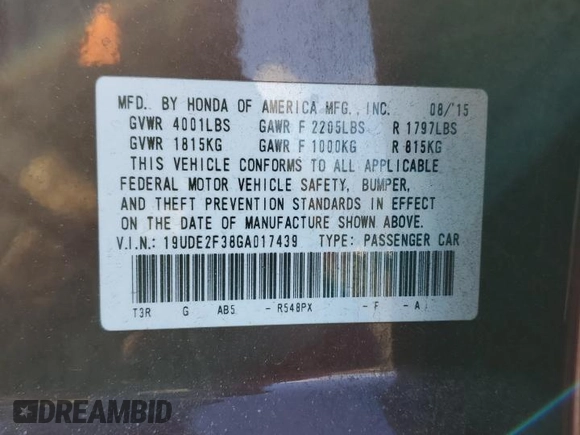 MFD. BY HONDA OF AMERICA MFG., INC. 08/'15
GVWR 4001LBS GAWR F 2205LBS R 1797LBS
GVWR 1815KG GAWR F 1000KG R 815KG
THIS VEHICLE CONFORMS TO ALL APPLICABLE
FEDERAL MOTOR VEHICLE SAFETY, BUMPER,
AND THEFT PREVENTION STANDARDS IN EFFECT
ON THE DATE OF MANUFACTURE SHOWN ABOVE.
V.I.N.: 19UDE2F38GA017439 TYPE: PASSENGER CAR
T3R G AB5 - R548PX - F - A
DREAMBID